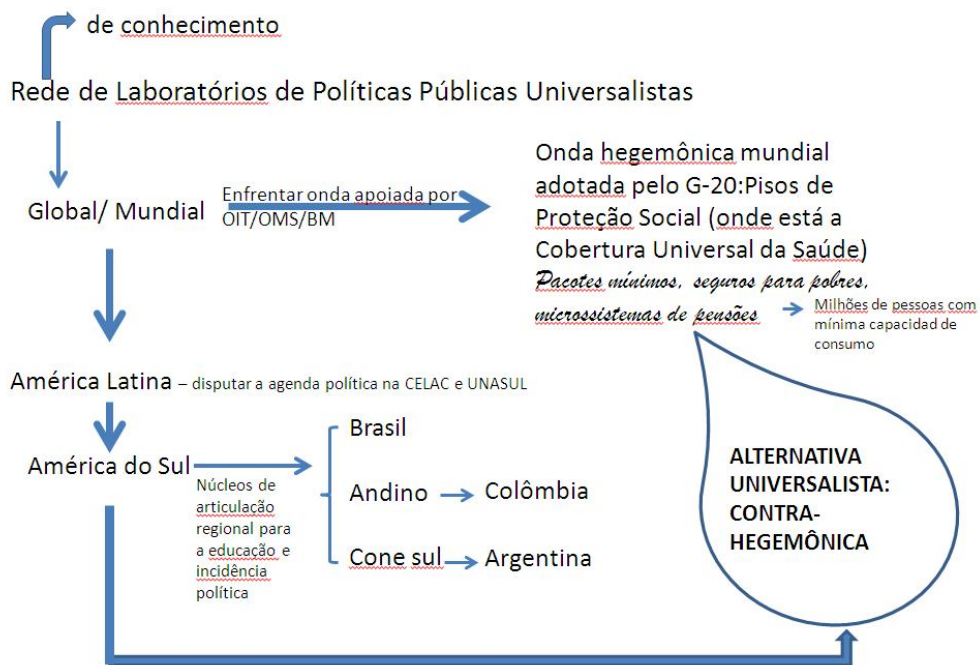 de conhecimento
Rede de Laboratórios de Políticas Públicas Universalistas
Global/ Mundial
Enfrentar onda apoiada por
OIT/OMS/BM
Onda hegemônica mundial
adotada pelo G-20:Pisos de
Proteção Social (onde está a
Cobertura Universal da Saúde)
Pacotes mínimos, seguros para pobres,
microssistemas de pensões
Milhões de pessoas com
mínima capacidad de
consumo
América Latina – disputar a agenda política na CELAC e UNASUL
América do Sul
Núcleos de
articulação
regional para
a educação e
incidência
política
Brasil
Andino
Colômbia
Cone sul
Argentina
ALTERNATIVA
UNIVERSALISTA:
CONTRA-
HEGEMÔNICA